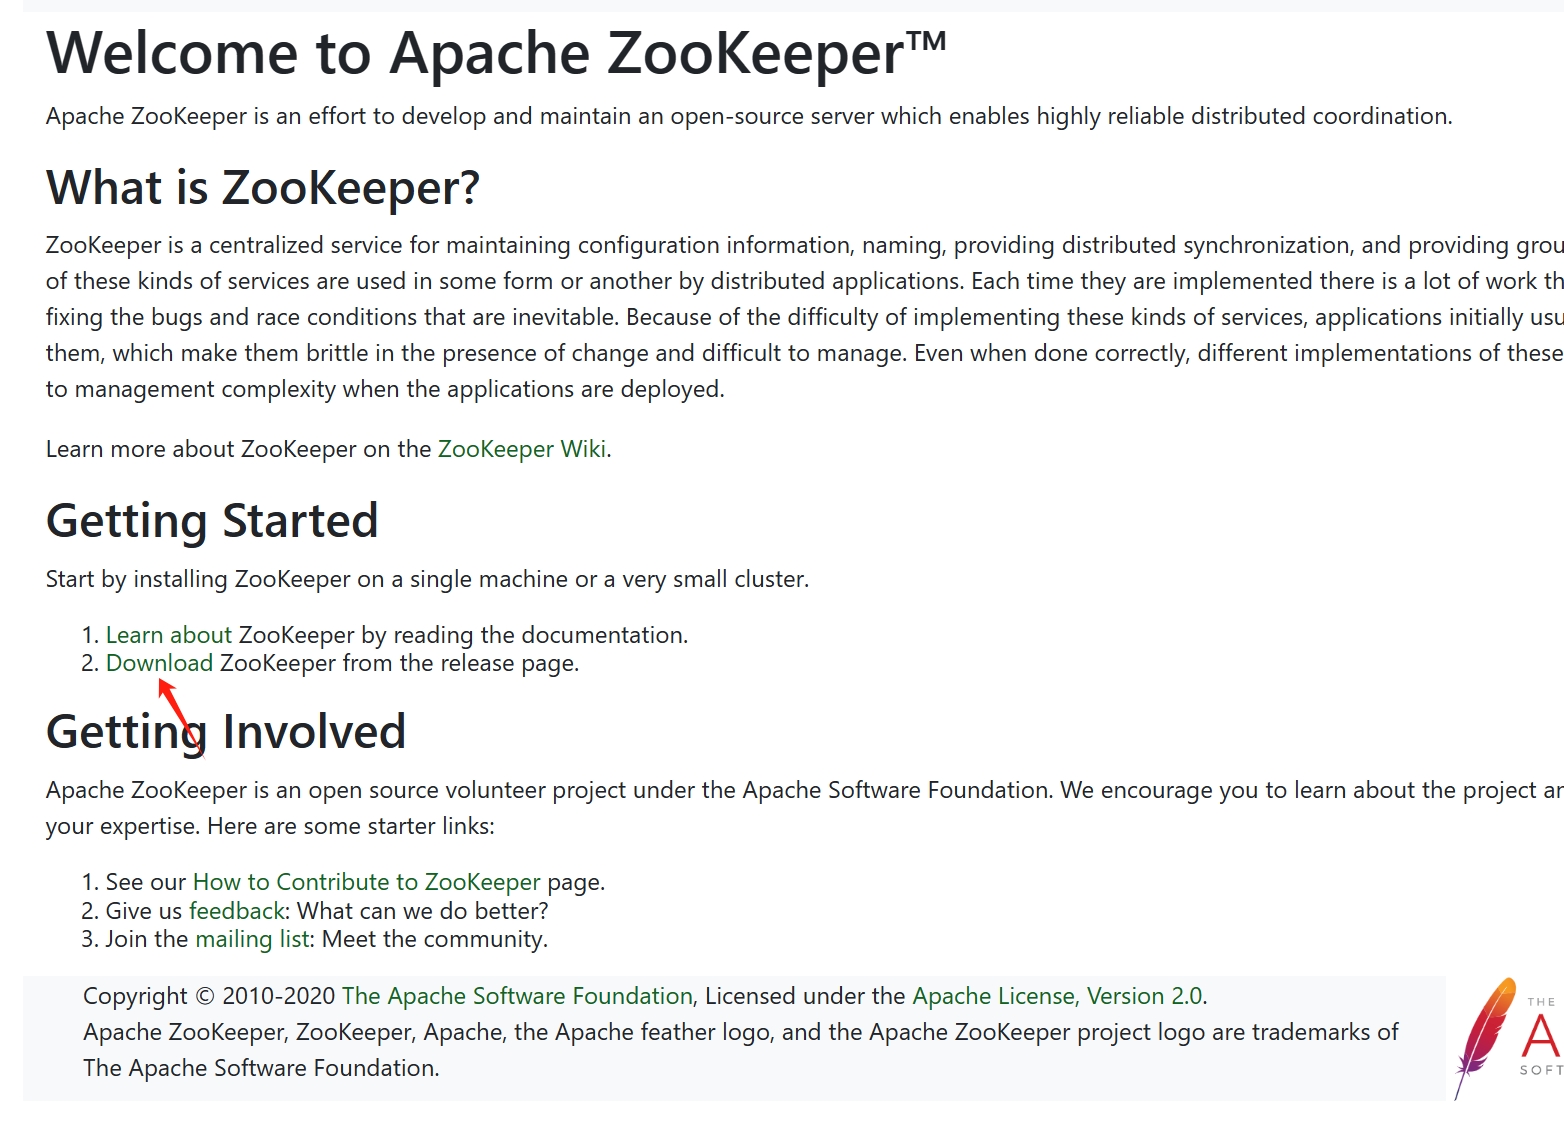 Welcome to Apache ZooKeeper™
Apache ZooKeeper is an effort to develop and maintain an open-source server which enables highly reliable distributed coordination.
What is ZooKeeper?
ZooKeeper is a centralized service for maintaining configuration information, naming, providing distributed synchronization, and providing grou
of these kinds of services are used in some form or another by distributed applications. Each time they are implemented there is a lot of work th
fixing the bugs and race conditions that are inevitable. Because of the difficulty of implementing these kinds of services, applications initially usu
them, which make them brittle in the presence of change and difficult to manage. Even when done correctly, different implementations of these
to management complexity when the applications are deployed.
Learn more about ZooKeeper on the ZooKeeper Wiki.
Getting Started
Start by installing ZooKeeper on a single machine or a very small cluster.
1. Learn about ZooKeeper by reading the documentation.
2. Download ZooKeeper from the release page.
Getting Involved
Apache ZooKeeper is an open source volunteer project under the Apache Software Foundation. We encourage you to learn about the project ar
your expertise. Here are some starter links:
1. See our How to Contribute to ZooKeeper page.
2. Give us feedback: What can we do better?
3. Join the mailing list: Meet the community.
Copyright © 2010-2020 The Apache Software Foundation, Licensed under the Apache License, Version 2.0.
Apache ZooKeeper, ZooKeeper, Apache, the Apache feather logo, and the Apache ZooKeeper project logo are trademarks of
The Apache Software Foundation.
THE
A
SOFT